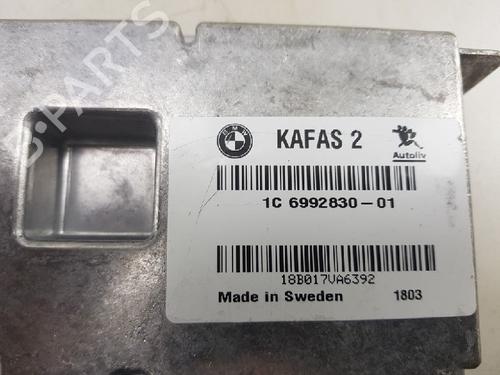 B-PARTS
BMW
KAFAS 2
Autoliv
1C 6992830-01
18B017VA6392
Made in Sweden 1803